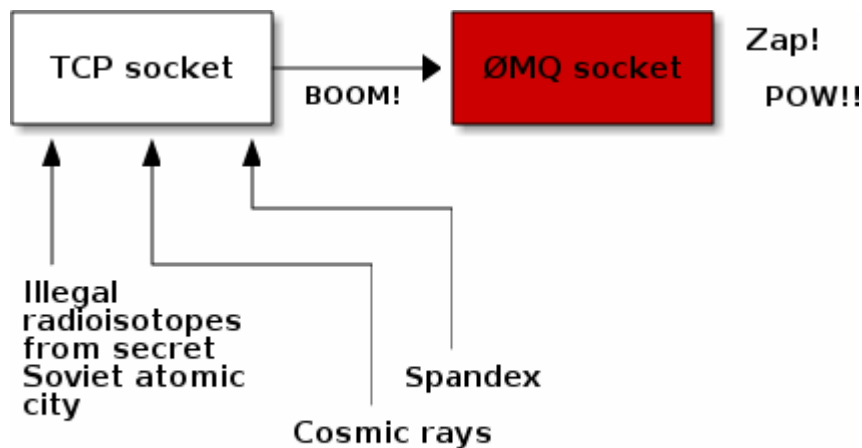 TCP socket
BOOM!
ØMQ socket
Zap!
POW!!
Illegal
radioisotopes
from secret
Soviet atomic
city
Spandex
Cosmic rays